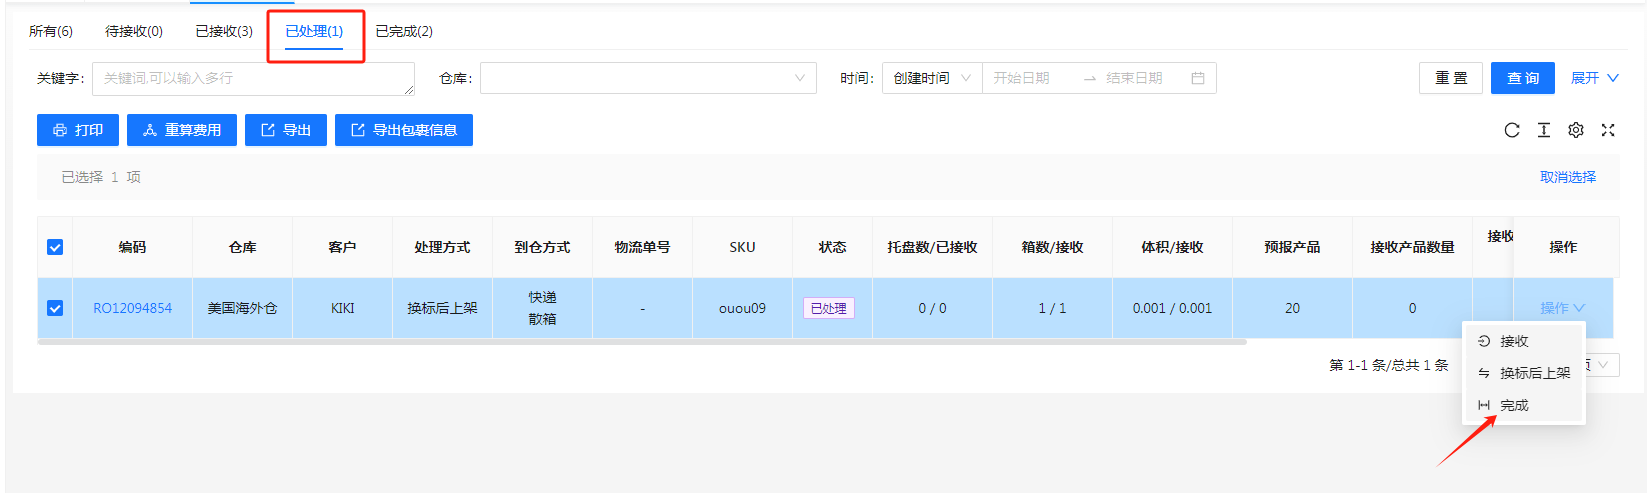 所有(6) 待接收(0) 已接收(3) 已处理(1) 已完成(2)
关键字: 关键词,可以输入多行 仓库: 时间: 创建时间 开始日期 结束日期 重置 查询 展开
打印 重算费用 导出 导出包裹信息
已选择 1 项 取消选择
编码 仓库 客户 处理方式 到仓方式 物流单号 SKU 状态 托盘数/已接收 箱数/接收 体积/接收 预报产品 接收产品数量 接收 操作
RO12094854 美国海外仓 KIKI 换标后上架 快递 - ouou09 已处理 0 / 0 1 / 1 0.001 / 0.001 20 0 操作
散箱
接收
第 1-1 条/总共 1 条 页
换标后上架
完成